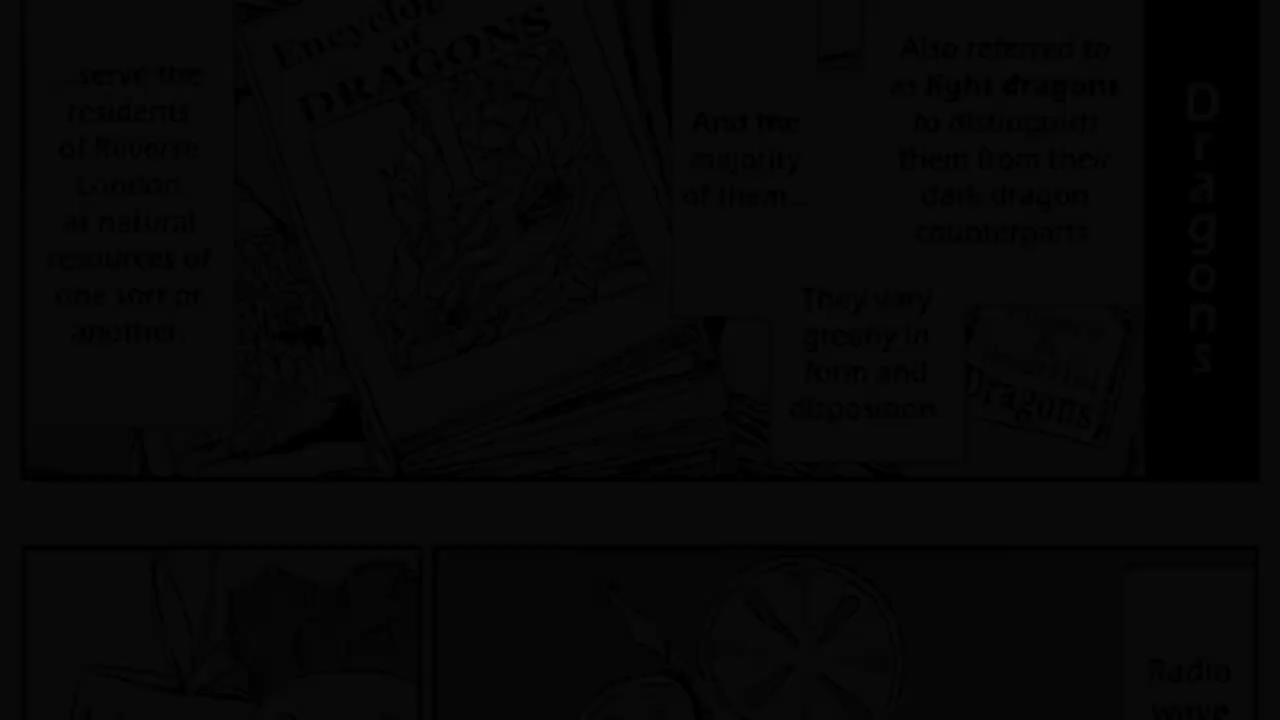 Encyclop
of
DRAGONS
Also referred to
as light dragons
to distinguish
them from their
dark dragon
counterparts
Dragons
And the
majority
of them...
They vary
greatly in
form and
disposition.
Dragons
...serve the
residents
of Reverse
London
as natural
resources of
one sort or
another.
Radio
wave